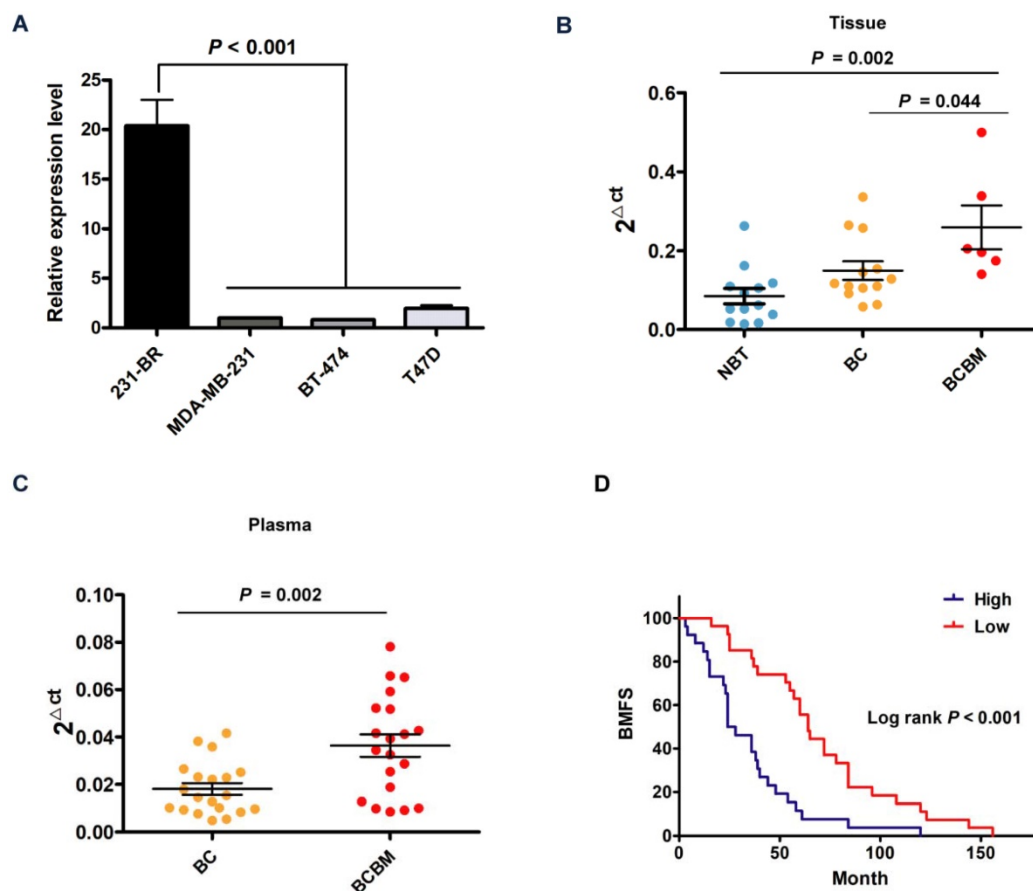 A
P < 0.001
Relative expression level
25
20
15
10
5
0
231-BR
MDA-MB-231
BT-474
T47D
B
Tissue
P = 0.002
P = 0.044
2△ct
0.6
0.4
0.2
0.0
NBT
BC
BCBM
C
Plasma
P = 0.002
2△ct
0.10
0.08
0.06
0.04
0.02
0.00
BC
BCBM
D
High
Low
Log rank P < 0.001
BMFS
100
80
60
40
20
0
0
50
100
150
Month